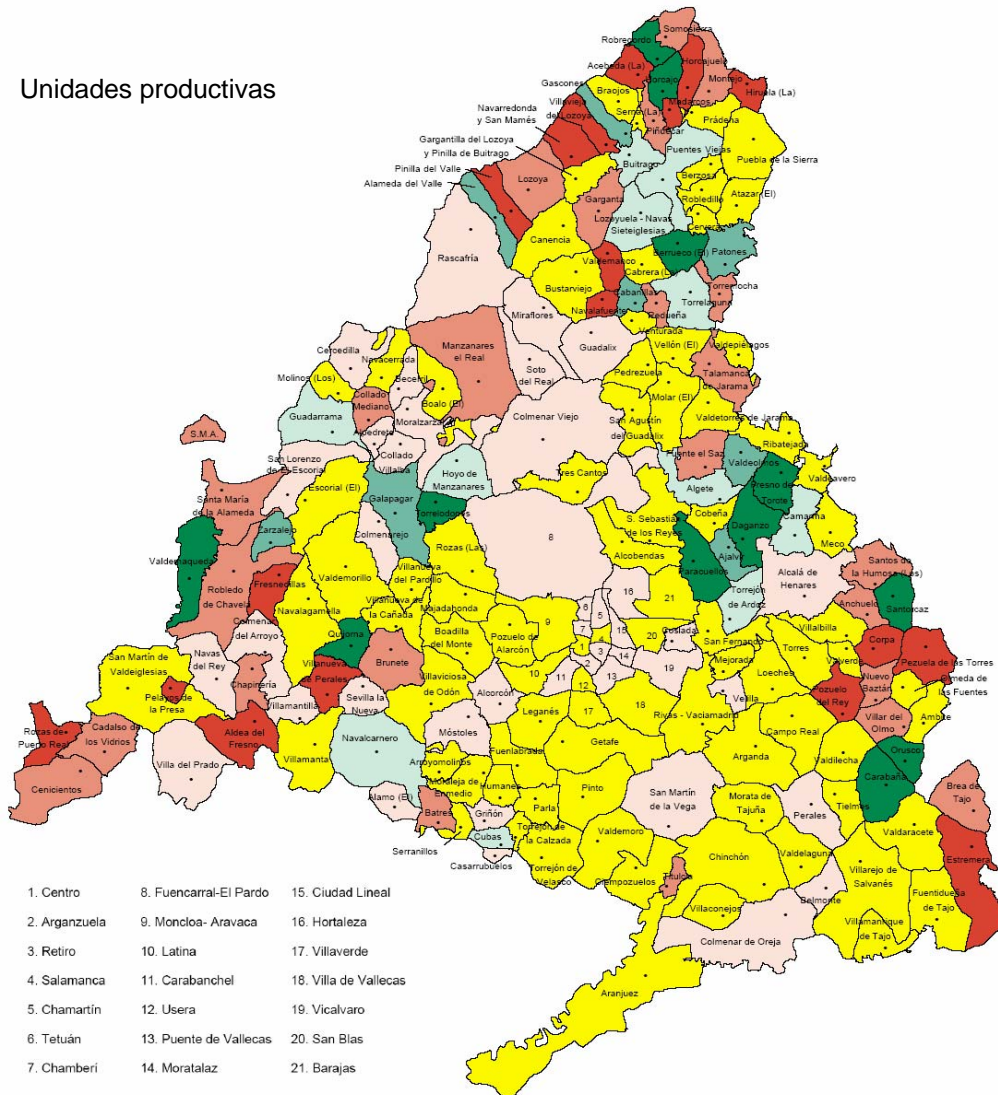 Unidades productivas
Robregordo
Somosierra
Acebeda (La)
Horcajuelo
Horcajo
Montejo
Hiruela (La)
Gascones
Braojos
Madarcos
Villavieja
del Lozoya
Serna (La)
Prádena
Navarredonda
y San Mamés
Piñuécar
Gargantilla del Lozoya
y Pinilla de Buitrago
Puentes Viejas
Buitrago
Puebla de la Sierra
Pinilla del Valle
Berzosa
Alameda del Valle
Lozoya
Robledillo
Atazar (El)
Garganta
Lozoyuela - Navas
Sieteiglesias
Cervera
Canencia
Berrueco (El)
Patones
Rascafría
Valdemanco
Cabrera (La)
Bustarviejo
Cabanillas
Torremocha
Navalafuente
Redueña
Torrelaguna
Miraflores
Venturada
Manzanares
el Real
Guadalix
Vellón (El)
Valdepiélagos
Cercedilla
Navacerrada
Soto
del Real
Pedrezuela
Talamanca
de Jarama
Molinos (Los)
Becerril
Collado
Mediano
Boalo (El)
Molar (El)
Guadarrama
Moralzarzal
Colmenar Viejo
San Agustín
del Guadalix
Valdetorres de Jarama
Alpedrete
S.M.A.
Collado
Villalba
Ribatejada
San Lorenzo
de El Escorial
Hoyo de
Manzanares
Fuente el Saz
Valdeolmos
Tres Cantos
Valdeavero
Escorial (El)
Galapagar
Algete
Fresno de
Torote
Santa María
de la Alameda
Torrelodones
Cobeña
Camarma
Zarzalejo
Colmenarejo
S. Sebastián
de los Reyes
Daganzo
Meco
Valdemaqueda
Rozas (Las)
8
Alcobendas
Ajalvir
Villanueva
del Pardillo
Paracuellos
Santos de
la Humosa (Los)
Valdemorillo
Fresnedillas
Robledo
de Chavela
16
21
Torrejón
de Ardoz
Alcalá de
Henares
Villanueva de
la Cañada
Navalagamella
Majadahonda
Anchuelo
Santorcaz
Colmenar
del Arroyo
6
5
9
7
15
20
Coslada
San Fernando
Villalbilla
Quijorna
Boadilla
del Monte
Pozuelo de
Alarcón
4
1
3
Corpa
Navas
del Rey
Brunete
2
14
19
Mejorada
Torres
Valverde
Pezuela de las Torres
San Martín de
Valdeiglesias
Villanueva
de Perales
11
13
Loeches
Nuevo
Baztán
Olmeda de
las Fuentes
Pelayos de
la Presa
Chapinería
Villaviciosa
de Odón
10
12
Velilla
Pozuelo
del Rey
Sevilla la
Nueva
Alcorcón
17
18
Villamantilla
Leganés
Rivas - Vaciamadrid
Villar del
Olmo
Ambite
Rozas de
Puerto Real
Cadalso de
los Vidrios
Aldea del
Fresno
Móstoles
Campo Real
Navalcarnero
Getafe
Orusco
Fuenlabrada
Arganda
Valdilecha
Villa del Prado
Villamanta
Arroyomolinos
Moraleja de
Enmedio
Humanes
Pinto
Carabaña
Cenicientos
San Martín
de la Vega
Morata de
Tajuña
Brea de
Tajo
Alamo (El)
Parla
Tielmes
Batres
Griñón
Perales
Torrejón de
la Calzada
Valdemoro
Valdaracete
Serranillos
Cubas
Estremera
Casarrubuelos
Chinchón
Valdelaguna
Villarejo de
Salvanés
Torrejón de
Velasco
Ciempozuelos
Titulcia
Fuentidueña
de Tajo
Belmonte
Villaconejos
Villamanrique
de Tajo
Colmenar de Oreja
Aranjuez
1. Centro
8. Fuencarral-El Pardo
15. Ciudad Lineal
2. Arganzuela
9. Moncloa- Aravaca
16. Hortaleza
3. Retiro
10. Latina
17. Villaverde
4. Salamanca
11. Carabanchel
18. Villa de Vallecas
5. Chamartín
12. Usera
19. Vicalvaro
6. Tetuán
13. Puente de Vallecas
20. San Blas
7. Chamberí
14. Moratalaz
21. Barajas